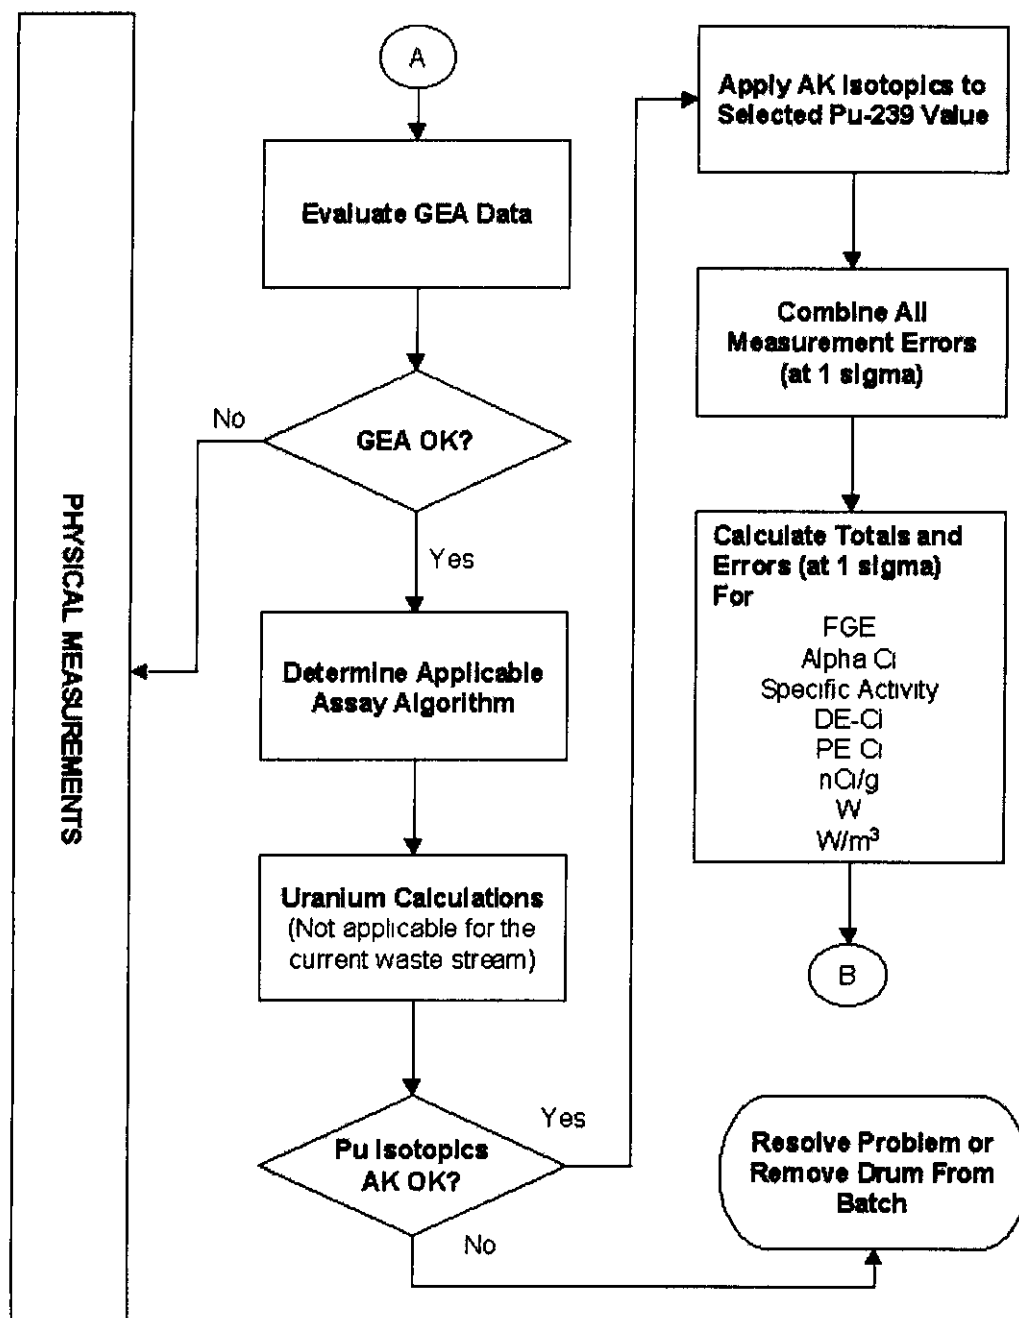 A
Evaluate GEA Data
GEA OK?
No
Yes
Determine Applicable
Assay Algorithm
Uranium Calculations
(Not applicable for the
current waste stream)
Pu Isotopics
AK OK?
Yes
No
PHYSICAL MEASUREMENTS
Apply AK Isotopics to
Selected Pu-239 Value
Combine All
Measurement Errors
(at 1 sigma)
Calculate Totals and
Errors (at 1 sigma)
For
FGE
Alpha Ci
Specific Activity
DE-Ci
PE Ci
nCi/g
W
W/m³
B
Resolve Problem or
Remove Drum From
Batch